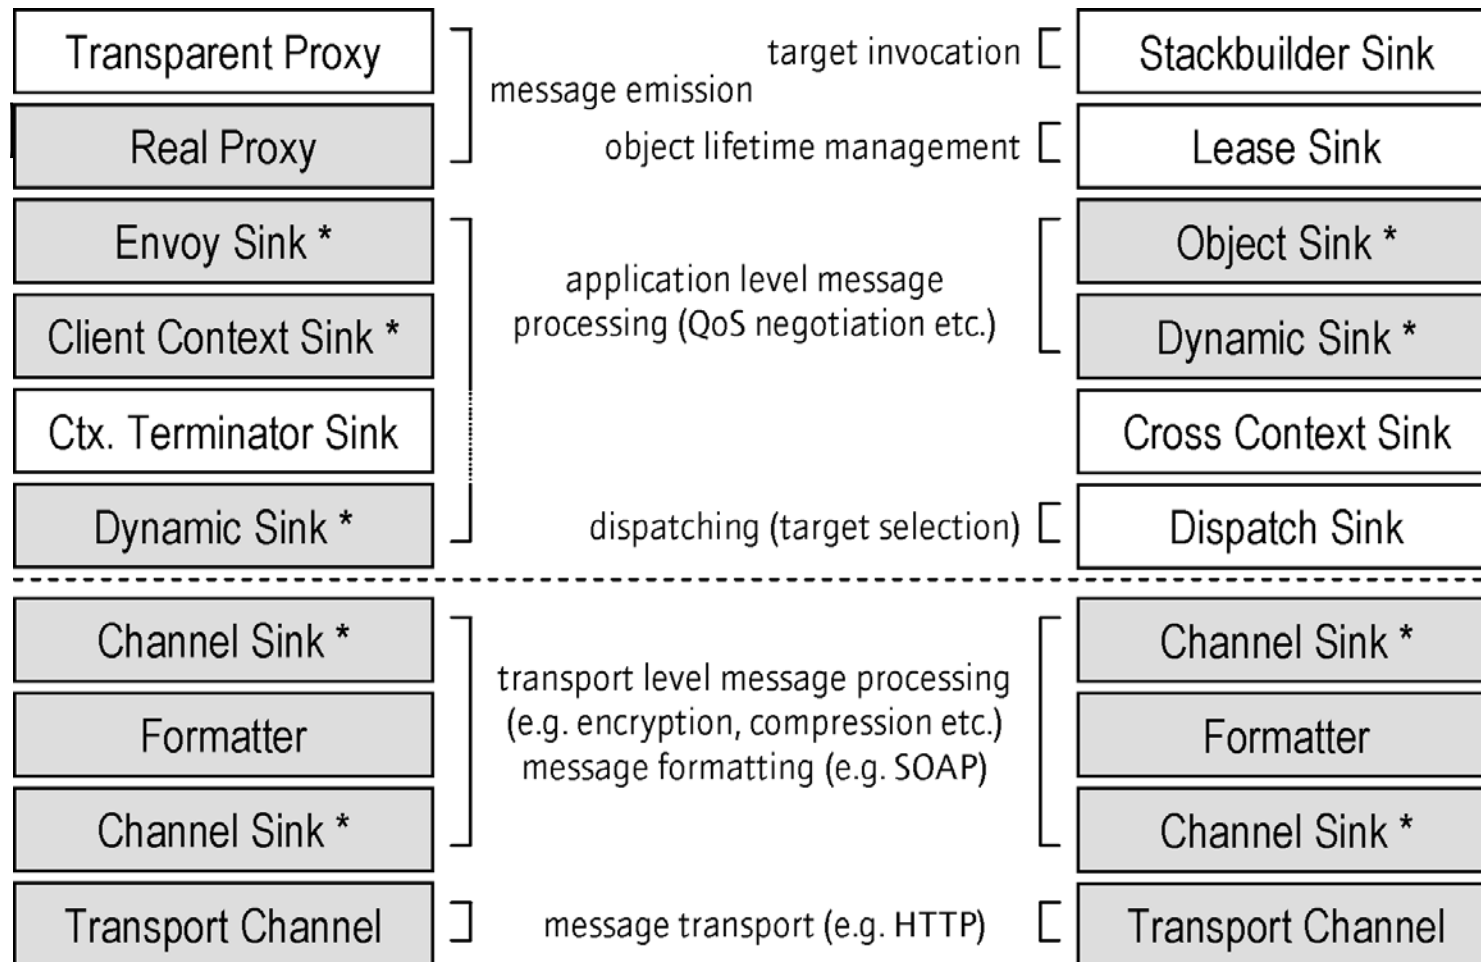 Transparent Proxy
Real Proxy
message emission
target invocation
Stackbuilder Sink
object lifetime management
Lease Sink
Envoy Sink *
Client Context Sink *
Ctx. Terminator Sink
Dynamic Sink *
application level message
processing (QoS negotiation etc.)
Object Sink *
Dynamic Sink *
Cross Context Sink
dispatching (target selection)
Dispatch Sink
Channel Sink *
Formatter
Channel Sink *
transport level message processing
(e.g. encryption, compression etc.)
message formatting (e.g. SOAP)
Channel Sink *
Formatter
Channel Sink *
Transport Channel
message transport (e.g. HTTP)
Transport Channel